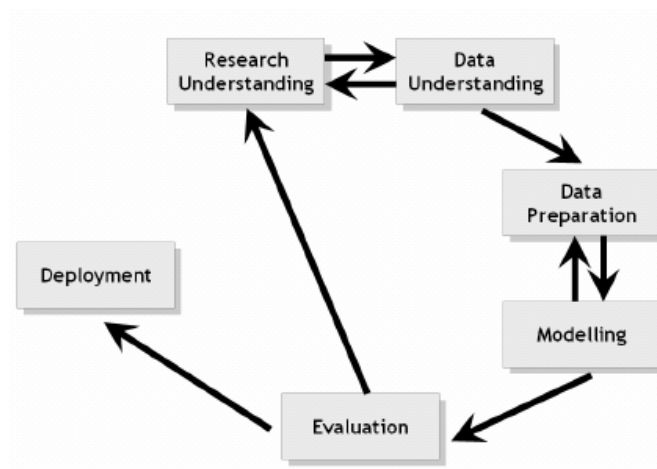 Research
Understanding
Data
Understanding
Data
Preparation
Deployment
Modelling
Evaluation